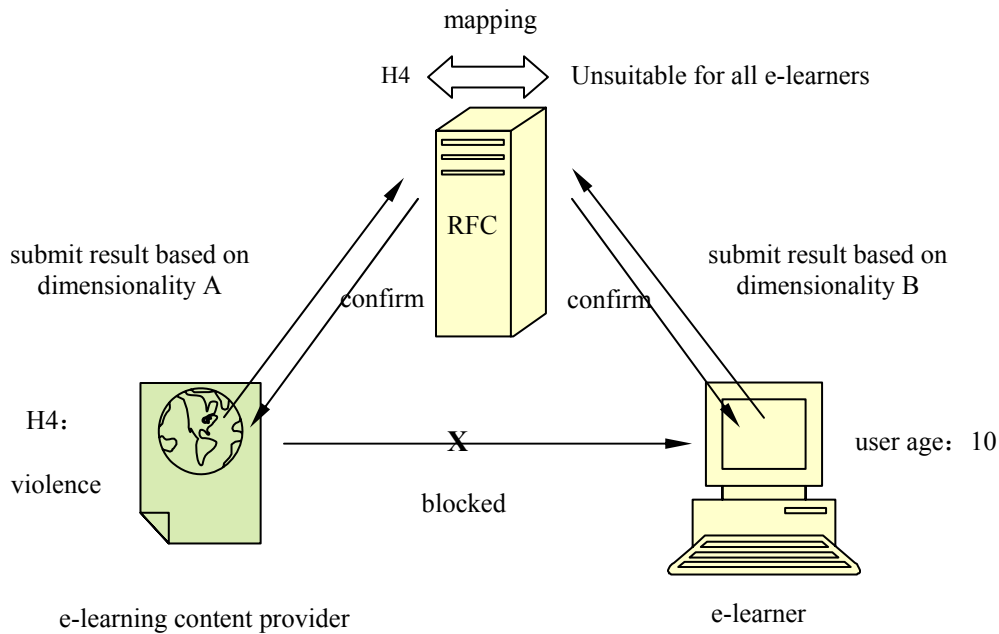 mapping
H4
Unsuitable for all e-learners
RFC
submit result based on
dimensionality A
submit result based on
dimensionality B
confirm
confirm
H4：
violence
X
blocked
user age：10
e-learning content provider
e-learner